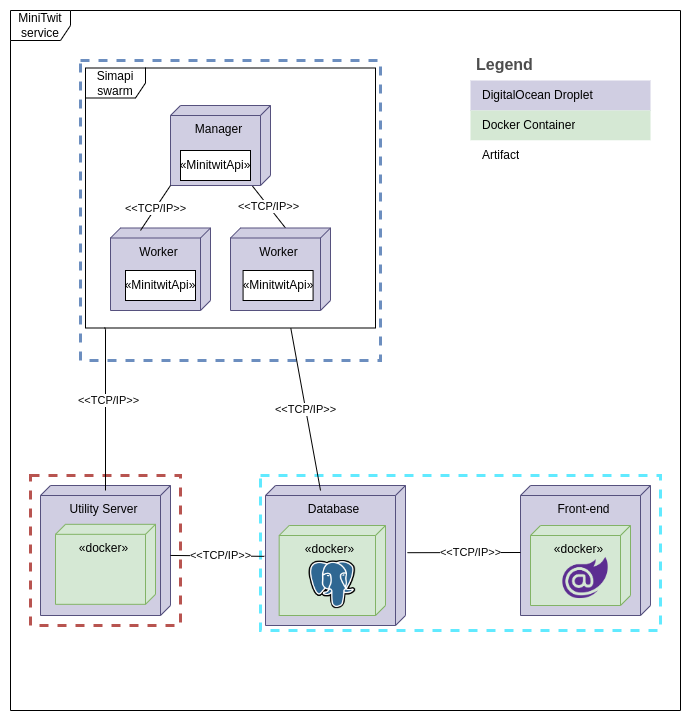 MiniTwit
service
Simapi
swarm
Manager
«MinitwitApi»
<<TCP/IP>>
<<TCP/IP>>
Worker
«MinitwitApi»
Worker
«MinitwitApi»
Legend
DigitalOcean Droplet
Docker Container
Artifact
<<TCP/IP>>
<<TCP/IP>>
Utility Server
«docker»
<<TCP/IP>>
Database
«docker»
<<TCP/IP>>
Front-end
«docker»
@